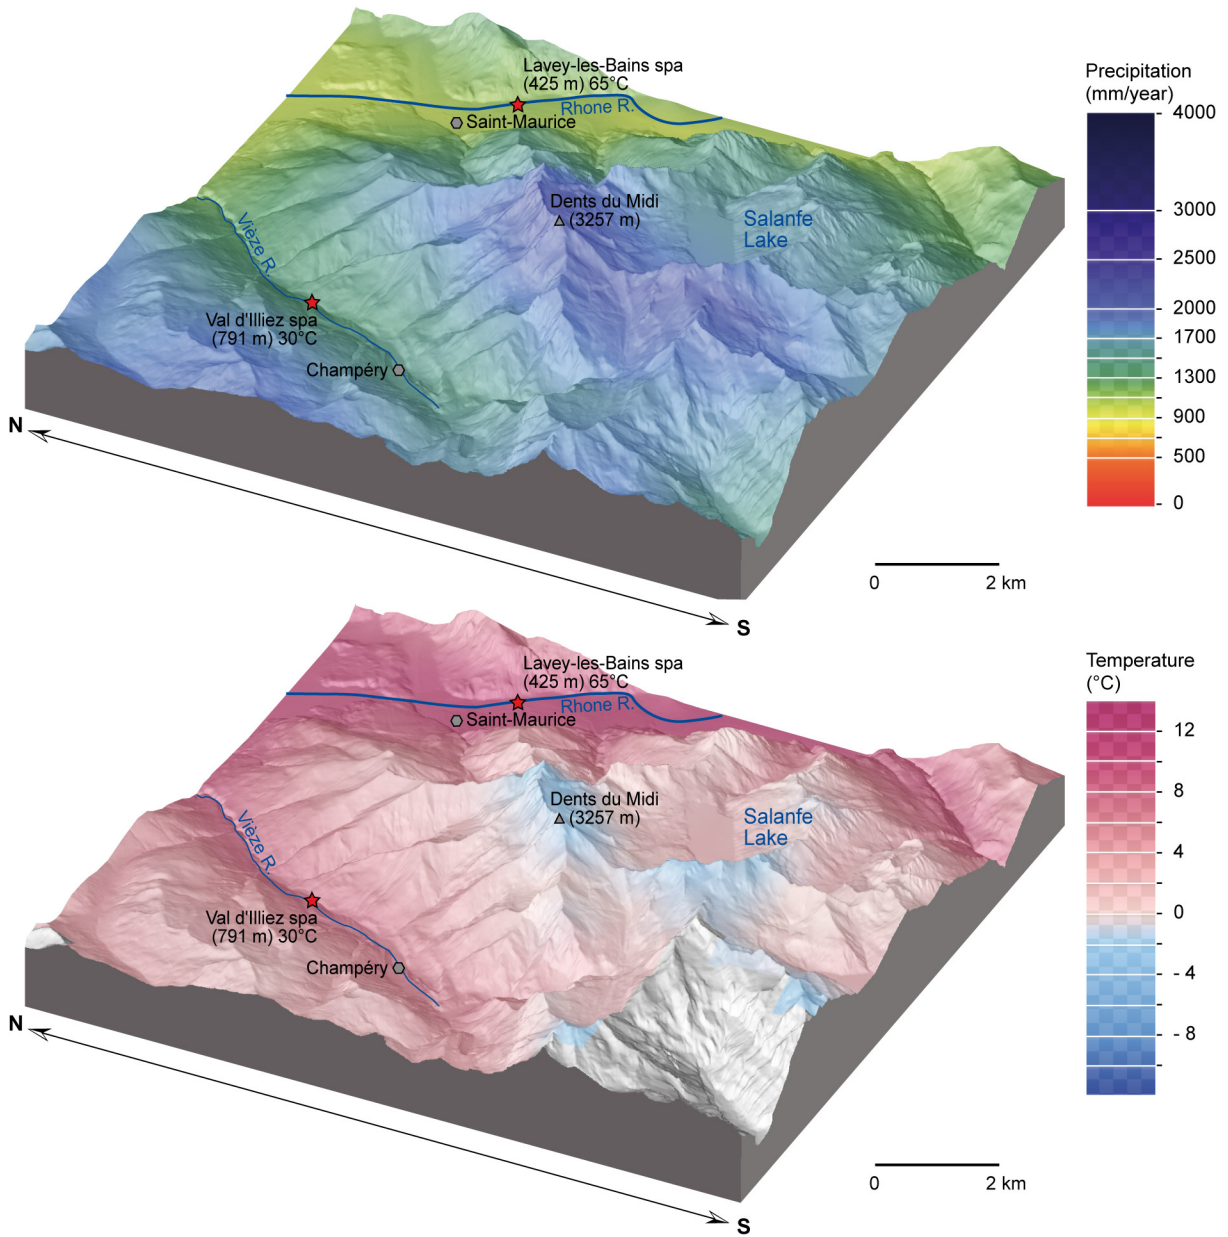 Lavey-les-Bains spa
(425 m) 65°C
Rhone R.
Saint-Maurice
Dents du Midi
(3257 m)
Salanfe
Lake
Vièze R.
Val d'Illiez spa
(791 m) 30°C
Champéry
N
S
Precipitation
(mm/year)
4000
3000
2500
2000
1700
1300
900
500
0
0 2 km
Lavey-les-Bains spa
(425 m) 65°C
Rhone R.
Saint-Maurice
Dents du Midi
(3257 m)
Salanfe
Lake
Vièze R.
Val d'Illiez spa
(791 m) 30°C
Champéry
N
S
Temperature
(°C)
12
8
4
0
- 4
- 8
0 2 km